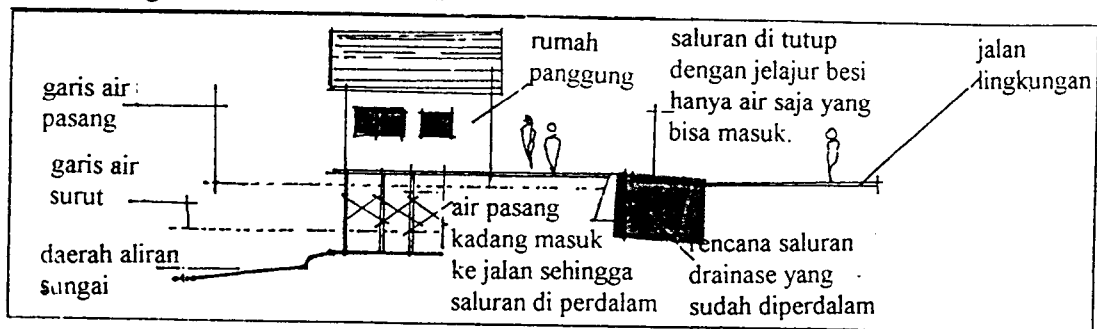 rumah
panggung
saluran di tutup
dengan jelajur besi
hanya air saja yang
bisa masuk.
jalan
lingkungan
garis air
pasang
garis air
surut
daerah aliran
sungai
air pasang
kadang masuk
ke jalan sehingga
saluran di perdalam
rencana saluran
drainase yang
sudah diperdalam